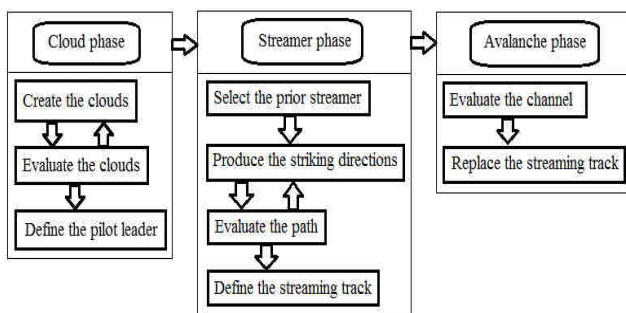 Cloud phase
Create the clouds
Evaluate the clouds
Define the pilot leader
Streamer phase
Select the prior streamer
Produce the striking directions
Evaluate the path
Define the streaming track
Avalanche phase
Evaluate the channel
Replace the streaming track